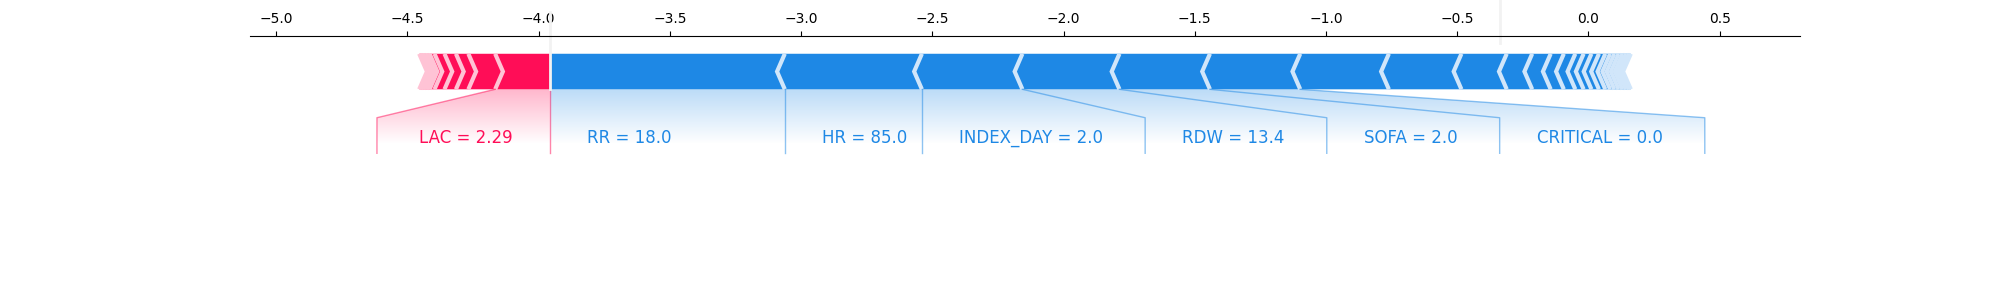 −5.0 −4.5 −4.0 −3.5 −3.0 −2.5 −2.0 −1.5 −1.0 −0.5 0.0 0.5
LAC = 2.29 RR = 18.0 HR = 85.0 INDEX_DAY = 2.0 RDW = 13.4 SOFA = 2.0 CRITICAL = 0.0